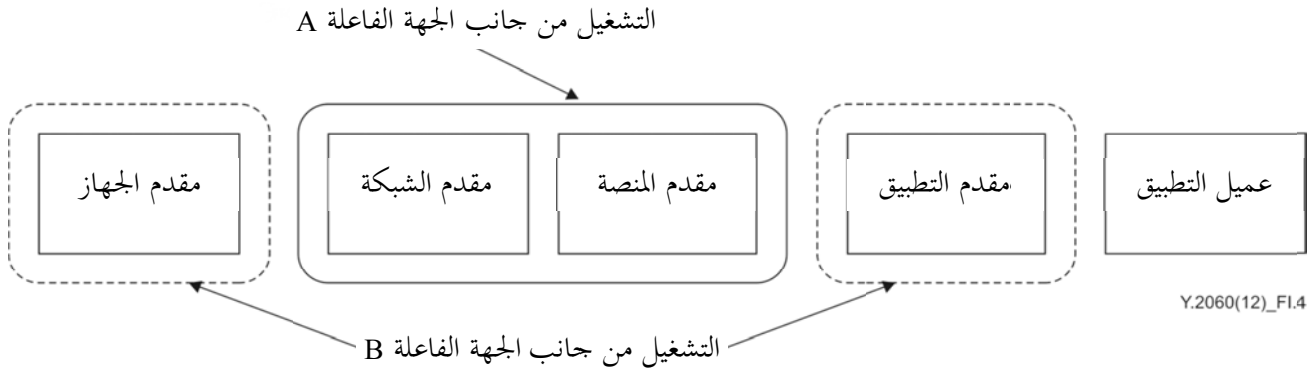 التشغيل من جانب الجهة الفاعلة A
عميل التطبيق
مقدم التطبيق
مقدم المنصة
مقدم الشبكة
مقدم الجهاز
Y.2060(12)_FI.4
التشغيل من جانب الجهة الفاعلة B